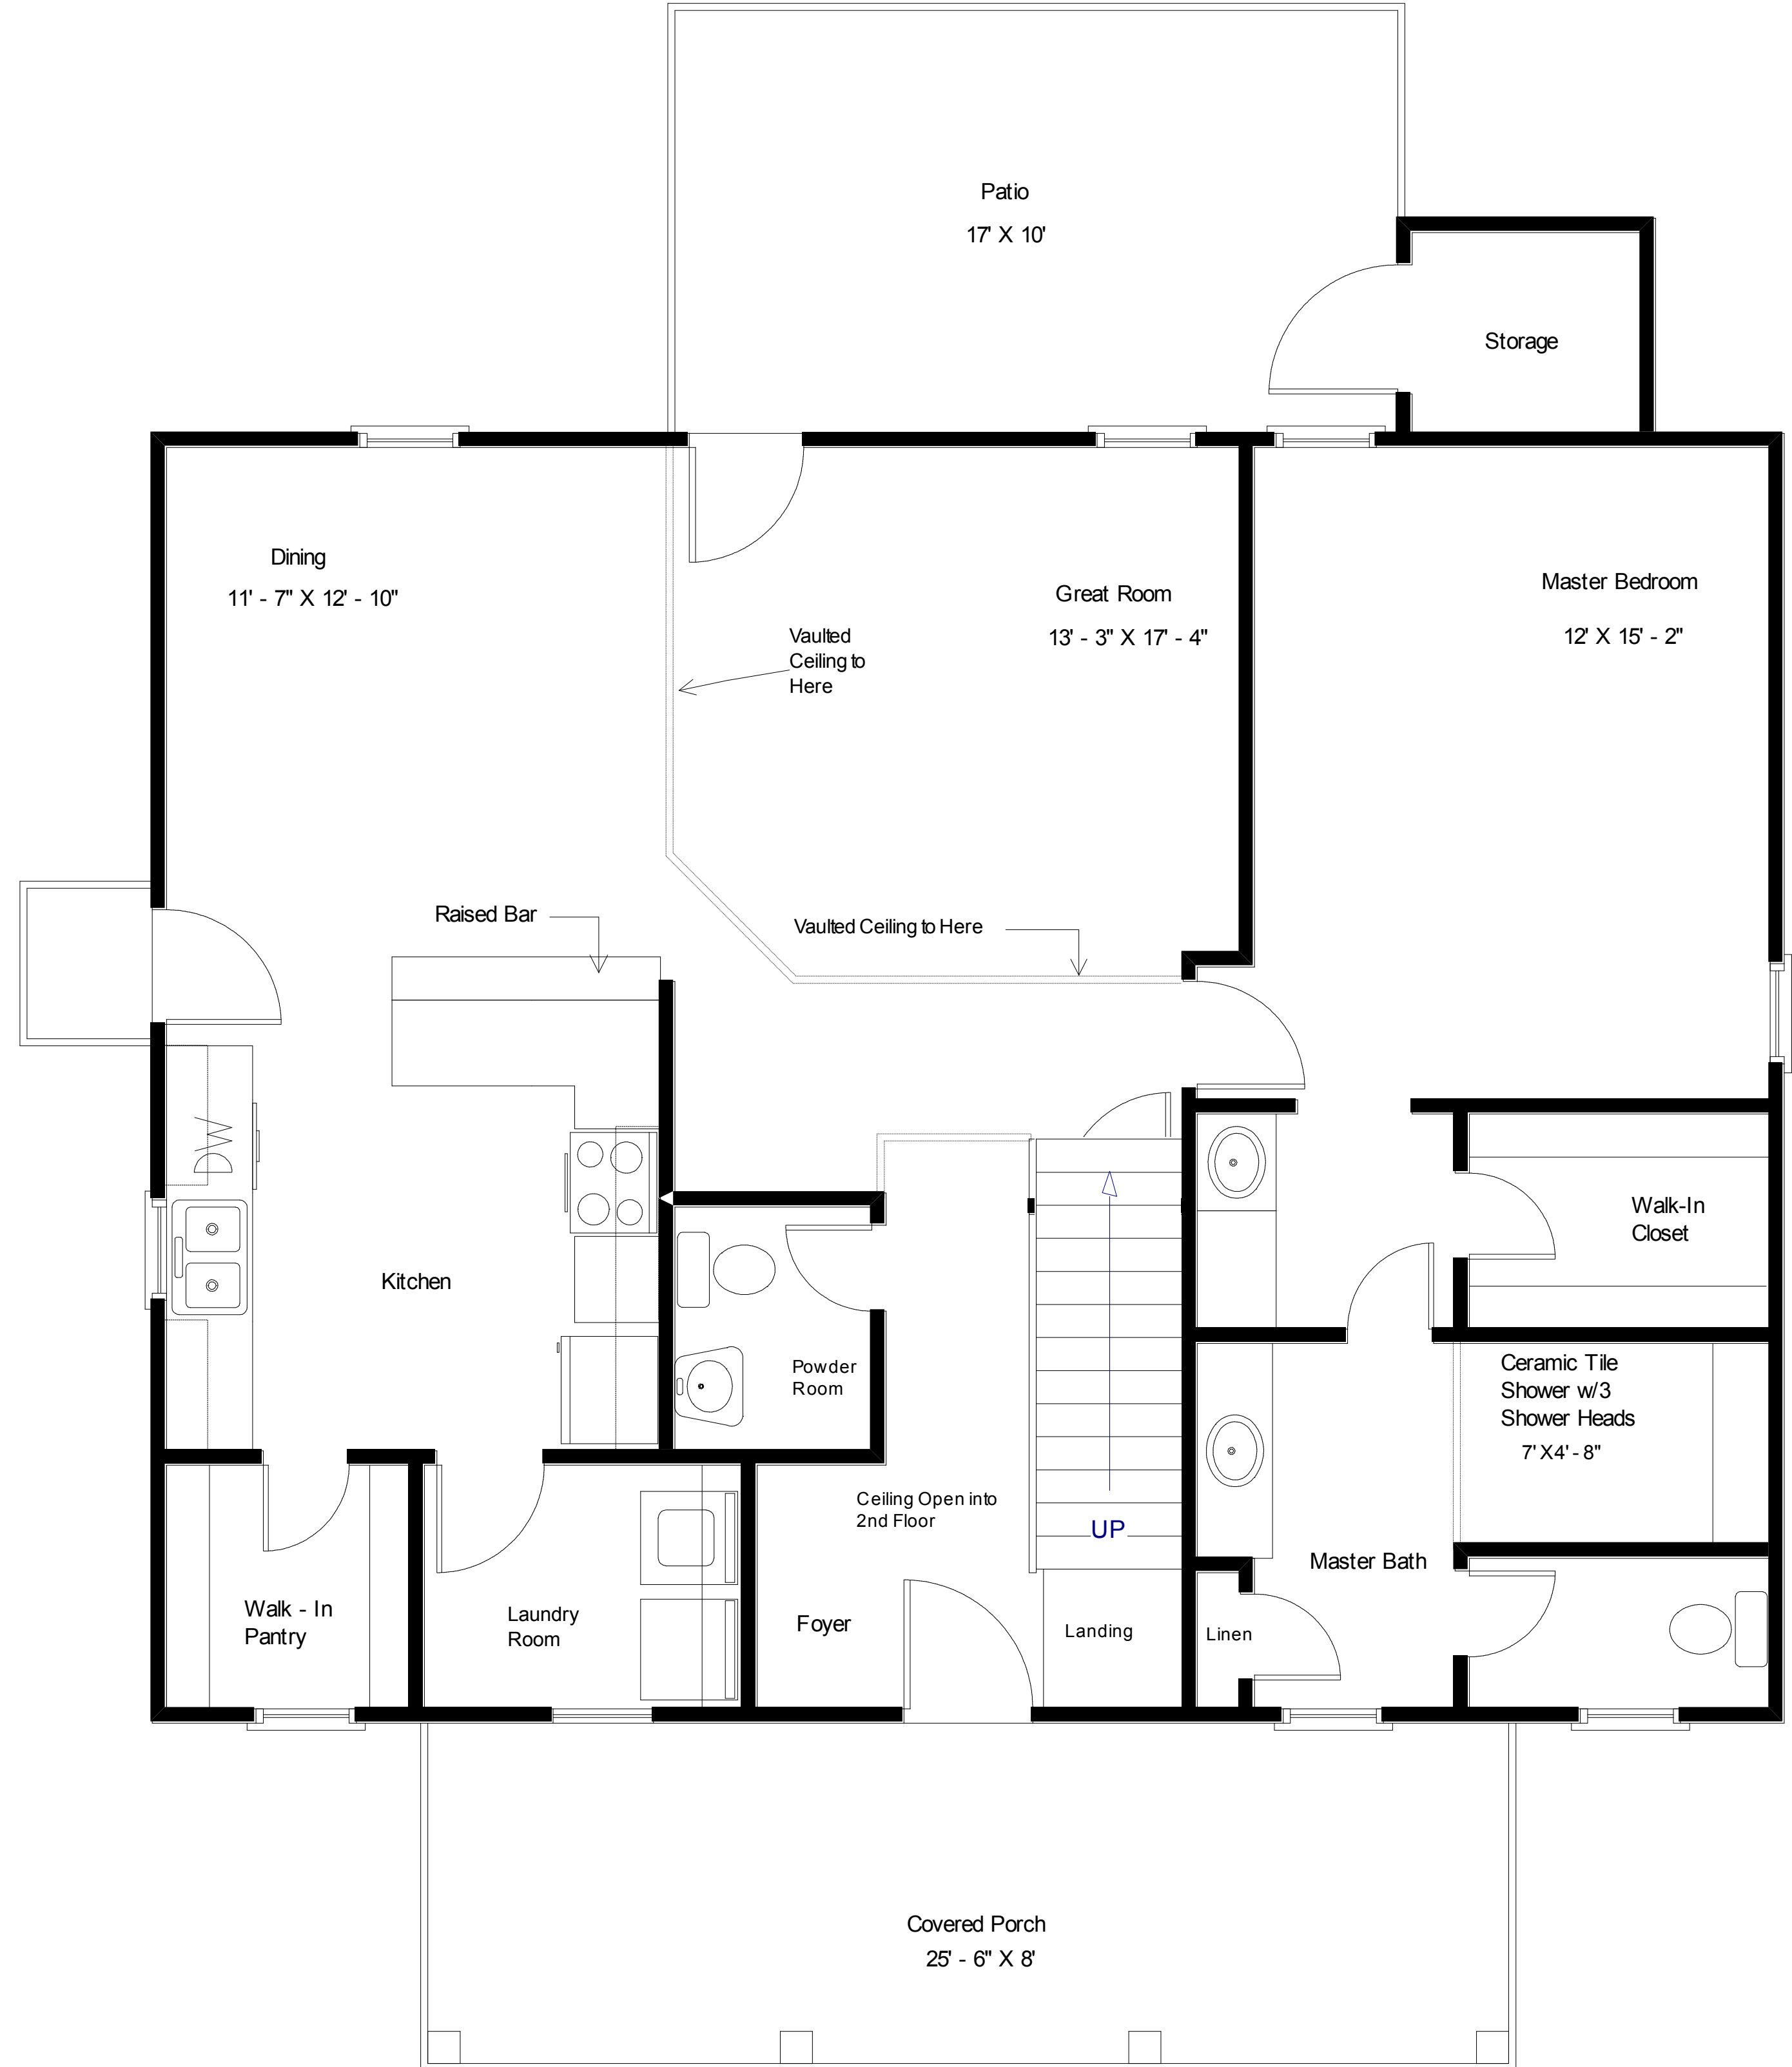 Patio
17' X 10'
Storage
Dining
11' - 7" X 12' - 10"
Great Room
13' - 3" X 17' - 4"
Master Bedroom
12' X 15' - 2"
Vaulted
Ceiling to
Here
Raised Bar
Vaulted Ceiling to Here
DW
Walk-In
Closet
Kitchen
Powder
Room
Ceramic Tile
Shower w/3
Shower Heads
7' X 4' - 8"
Ceiling Open into
2nd Floor
UP
Master Bath
Walk - In
Pantry
Laundry
Room
Foyer
Landing
Linen
Covered Porch
25' - 6" X 8'